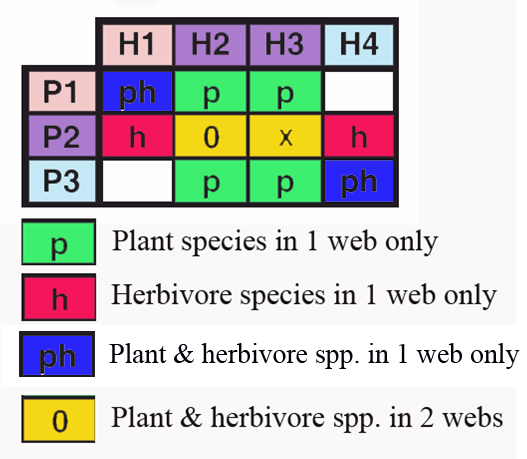 H1 H2 H3 H4
P1 ph p p
P2 h 0 x h
P3 p p ph
p Plant species in 1 web only
h Herbivore species in 1 web only
ph Plant & herbivore spp. in 1 web only
0 Plant & herbivore spp. in 2 webs